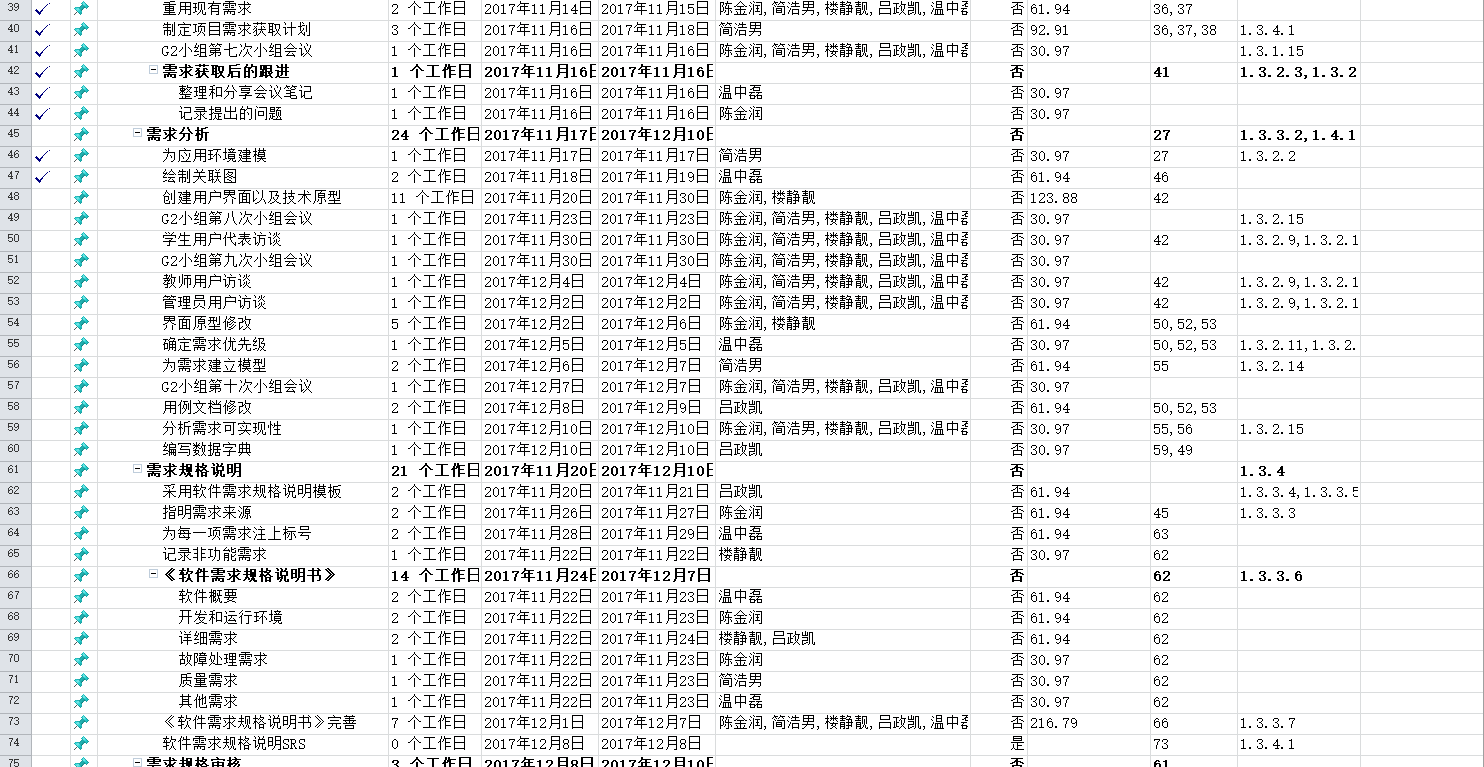 39 重用现有需求 2 个工作日 2017年11月14日 2017年11月15日 陈金润,简浩男,楼静靓,吕政凯,温中磊 否 61.94 36,37
40 制定项目需求获取计划 3 个工作日 2017年11月16日 2017年11月18日 简浩男 否 92.91 36,37,38 1.3.4.1
41 G2小组第七次小组会议 1 个工作日 2017年11月16日 2017年11月16日 陈金润,简浩男,楼静靓,吕政凯,温中磊 否 30.97 1.3.1.15
42 需求获取后的跟进 1 个工作日 2017年11月16日 2017年11月16日 否 41 1.3.2.3,1.3.2
43 整理和分享会议笔记 1 个工作日 2017年11月16日 2017年11月16日 温中磊 否 30.97
44 记录提出的问题 1 个工作日 2017年11月16日 2017年11月16日 陈金润 否 30.97
45 需求分析 24 个工作日 2017年11月17日 2017年12月10日 否 27 1.3.3.2,1.4.1
46 为应用环境建模 1 个工作日 2017年11月17日 2017年11月17日 简浩男 否 30.97 27 1.3.2.2
47 绘制关联图 2 个工作日 2017年11月18日 2017年11月19日 温中磊 否 61.94 46
48 创建用户界面以及技术原型 11 个工作日 2017年11月20日 2017年11月30日 陈金润,楼静靓 否 123.88 42
49 G2小组第八次小组会议 1 个工作日 2017年11月23日 2017年11月23日 陈金润,简浩男,楼静靓,吕政凯,温中磊 否 30.97 1.3.2.15
50 学生用户代表访谈 1 个工作日 2017年11月30日 2017年11月30日 陈金润,简浩男,楼静靓,吕政凯,温中磊 否 30.97 42 1.3.2.9,1.3.2.1
51 G2小组第九次小组会议 1 个工作日 2017年11月30日 2017年11月30日 陈金润,简浩男,楼静靓,吕政凯,温中磊 否 30.97
52 教师用户访谈 1 个工作日 2017年12月4日 2017年12月4日 陈金润,简浩男,楼静靓,吕政凯,温中磊 否 30.97 42 1.3.2.9,1.3.2.1
53 管理员用户访谈 1 个工作日 2017年12月2日 2017年12月2日 陈金润,简浩男,楼静靓,吕政凯,温中磊 否 30.97 42 1.3.2.9,1.3.2.1
54 界面原型修改 5 个工作日 2017年12月2日 2017年12月6日 陈金润,楼静靓 否 61.94 50,52,53
55 确定需求优先级 1 个工作日 2017年12月5日 2017年12月5日 温中磊 否 30.97 50,52,53 1.3.2.11,1.3.2.
56 为需求建立模型 2 个工作日 2017年12月6日 2017年12月7日 简浩男 否 61.94 55 1.3.2.14
57 G2小组第十次小组会议 1 个工作日 2017年12月7日 2017年12月7日 陈金润,简浩男,楼静靓,吕政凯,温中磊 否 30.97
58 用例文档修改 2 个工作日 2017年12月8日 2017年12月9日 吕政凯 否 61.94 50,52,53
59 分析需求可实现性 1 个工作日 2017年12月10日 2017年12月10日 陈金润,简浩男,楼静靓,吕政凯,温中磊 否 30.97 55,56 1.3.2.15
60 编写数据字典 1 个工作日 2017年12月10日 2017年12月10日 吕政凯 否 30.97 59,49
61 需求规格说明 21 个工作日 2017年11月20日 2017年12月10日 否 1.3.4
62 采用软件需求规格说明模板 2 个工作日 2017年11月20日 2017年11月21日 吕政凯 否 61.94 1.3.3.4,1.3.3.5
63 指明需求来源 2 个工作日 2017年11月26日 2017年11月27日 陈金润 否 61.94 45 1.3.3.3
64 为每一项需求注上标号 2 个工作日 2017年11月28日 2017年11月29日 温中磊 否 61.94 63
65 记录非功能需求 1 个工作日 2017年11月22日 2017年11月22日 楼静靓 否 30.97 62
66 《软件需求规格说明书》 14 个工作日 2017年11月24日 2017年12月7日 否 62 1.3.3.6
67 软件概要 2 个工作日 2017年11月22日 2017年11月23日 温中磊 否 61.94 62
68 开发和运行环境 2 个工作日 2017年11月22日 2017年11月23日 陈金润 否 61.94 62
69 详细需求 2 个工作日 2017年11月22日 2017年11月24日 楼静靓,吕政凯 否 61.94 62
70 故障处理需求 1 个工作日 2017年11月22日 2017年11月23日 陈金润 否 30.97 62
71 质量需求 1 个工作日 2017年11月22日 2017年11月23日 简浩男 否 30.97 62
72 其他需求 1 个工作日 2017年11月22日 2017年11月23日 温中磊 否 30.97 62
73 《软件需求规格说明书》完善 7 个工作日 2017年12月1日 2017年12月7日 陈金润,简浩男,楼静靓,吕政凯,温中磊 否 216.79 66 1.3.3.7
74 软件需求规格说明SRS 0 个工作日 2017年12月8日 2017年12月8日 是 73 1.3.4.1
75 需求规格审核 3 个工作日 2017年12月8日 2017年12月10日 否 61